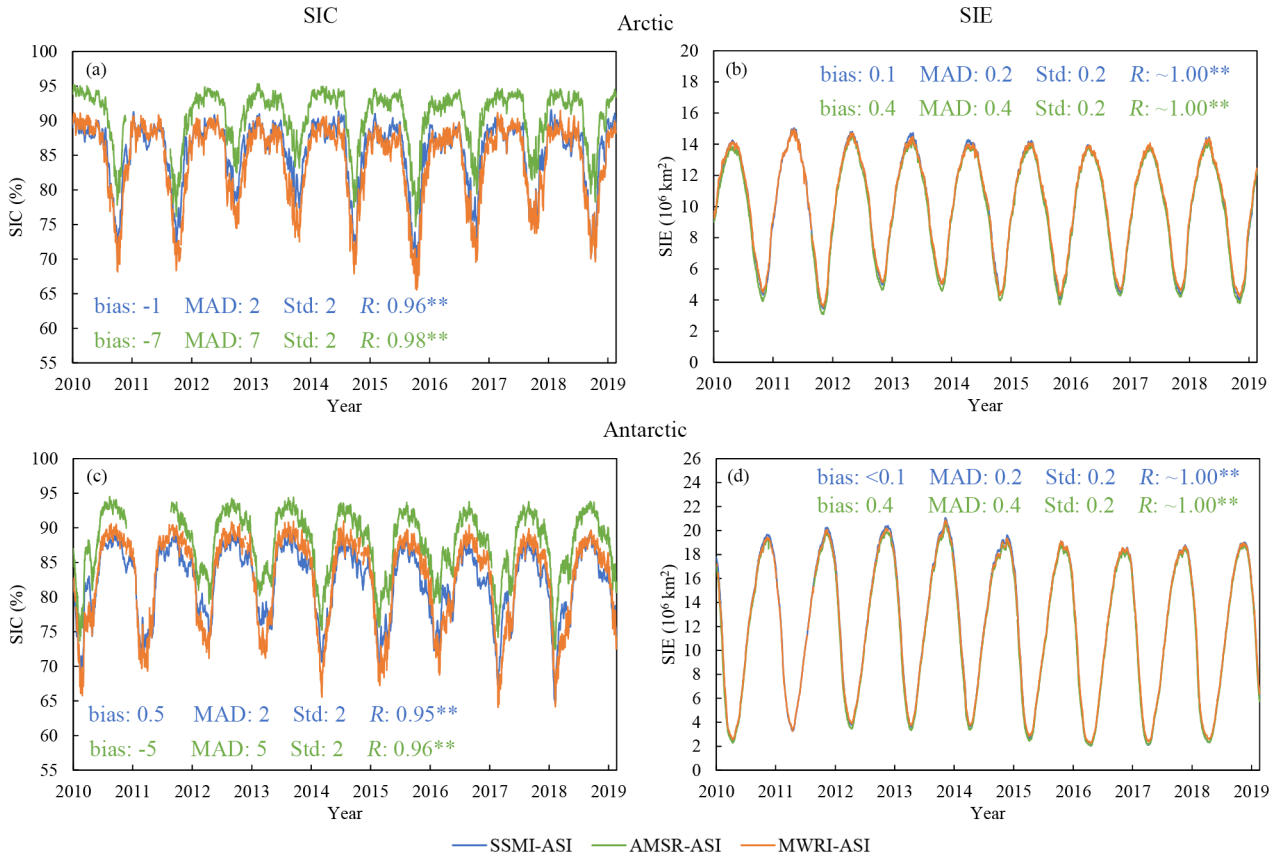 SIC
Arctic
SIE
(a)
100
95
90
85
80
75
70
65
60
55
SIC (%)
bias: -1 MAD: 2 Std: 2 R: 0.96**
bias: -7 MAD: 7 Std: 2 R: 0.98**
2010 2011 2012 2013 2014 2015 2016 2017 2018 2019
Year
(b)
20
18
16
14
12
10
8
6
4
2
0
SIE (10⁶ km²)
bias: 0.1 MAD: 0.2 Std: 0.2 R: ~1.00**
bias: 0.4 MAD: 0.4 Std: 0.2 R: ~1.00**
2010 2011 2012 2013 2014 2015 2016 2017 2018 2019
Year
Antarctic
(c)
100
95
90
85
80
75
70
65
60
55
SIC (%)
bias: 0.5 MAD: 2 Std: 2 R: 0.95**
bias: -5 MAD: 5 Std: 2 R: 0.96**
2010 2011 2012 2013 2014 2015 2016 2017 2018 2019
Year
(d)
26
24
22
20
18
16
14
12
10
8
6
4
2
0
SIE (10⁶ km²)
bias: <0.1 MAD: 0.2 Std: 0.2 R: ~1.00**
bias: 0.4 MAD: 0.4 Std: 0.2 R: ~1.00**
2010 2011 2012 2013 2014 2015 2016 2017 2018 2019
Year
SSMI-ASI AMSR-ASI MWRI-ASI